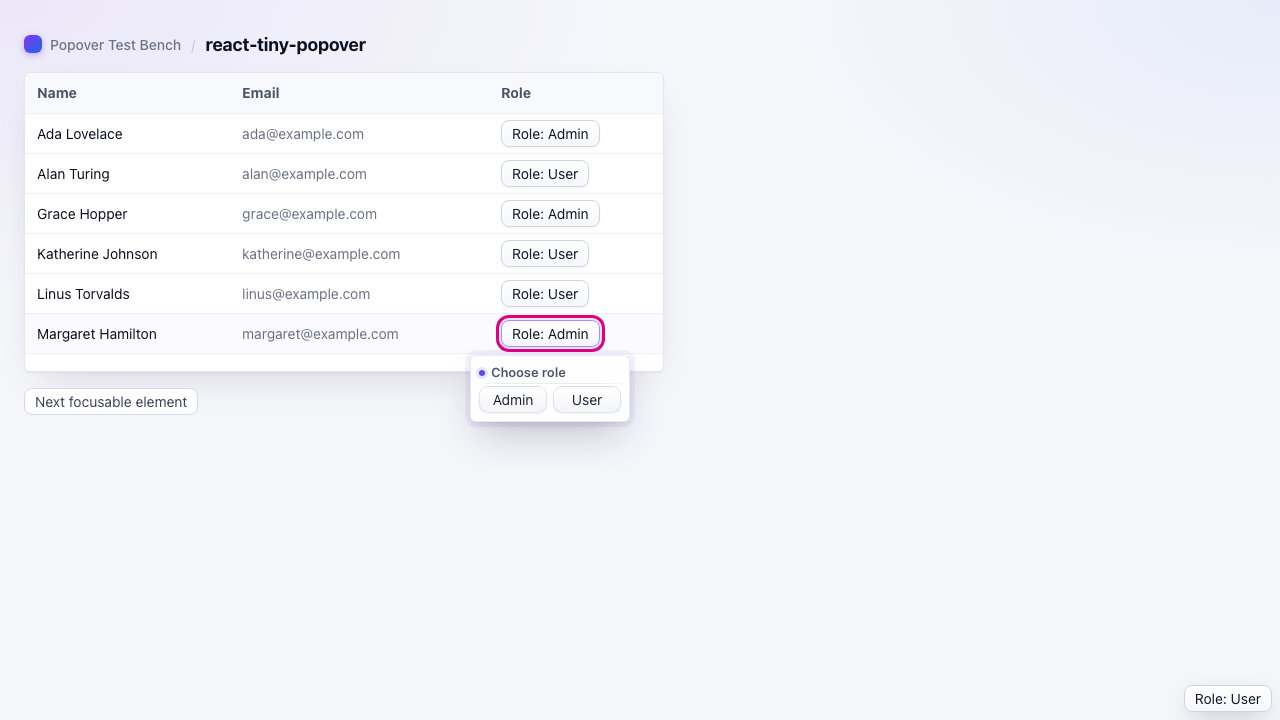 Popover Test Bench / react-tiny-popover
Name Email Role
Ada Lovelace ada@example.com Role: Admin
Alan Turing alan@example.com Role: User
Grace Hopper grace@example.com Role: Admin
Katherine Johnson katherine@example.com Role: User
Linus Torvalds linus@example.com Role: User
Margaret Hamilton margaret@example.com Role: Admin
Choose role
Admin User
Next focusable element
Role: User